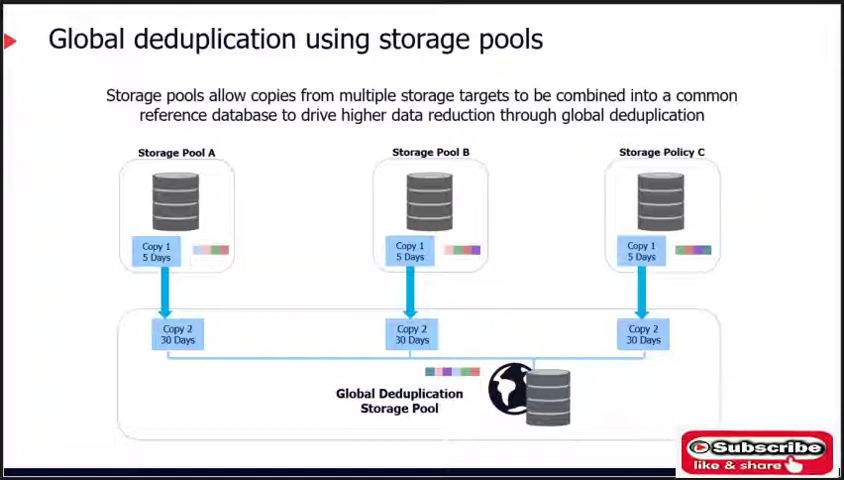 Global deduplication using storage pools
Storage pools allow copies from multiple storage targets to be combined into a common
reference database to drive higher data reduction through global deduplication
Storage Pool A
Storage Pool B
Storage Policy C
Copy 1
5 Days
Copy 1
5 Days
Copy 1
5 Days
Copy 2
30 Days
Copy 2
30 Days
Copy 2
30 Days
Global Deduplication
Storage Pool
Subscribe
like & share